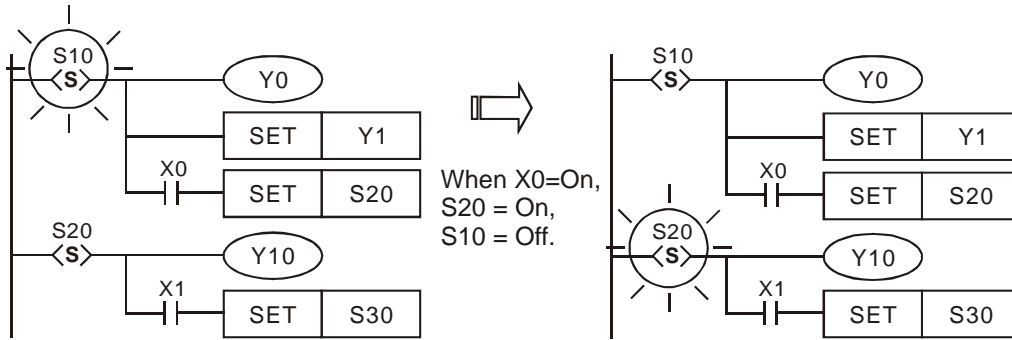 S10
S
Y0
SET Y1
X0
SET S20
S20
S
Y10
X1
SET S30
When X0=On,
S20 = On,
S10 = Off.
S10
S
Y0
SET Y1
X0
SET S20
S20
S
Y10
X1
SET S30